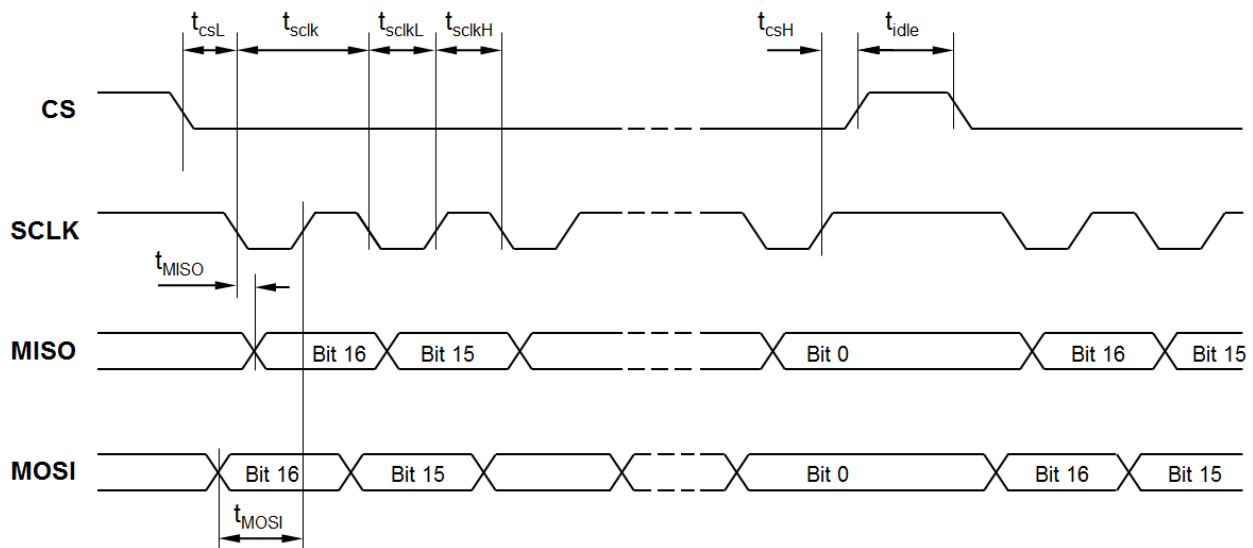 tcsL tsclk tsclkL tsclkH tcsH tidle
CS
SCLK
tMISO
MISO Bit 16 Bit 15 Bit 0 Bit 16 Bit 15
MOSI Bit 16 Bit 15 Bit 0 Bit 16 Bit 15
tMOSI